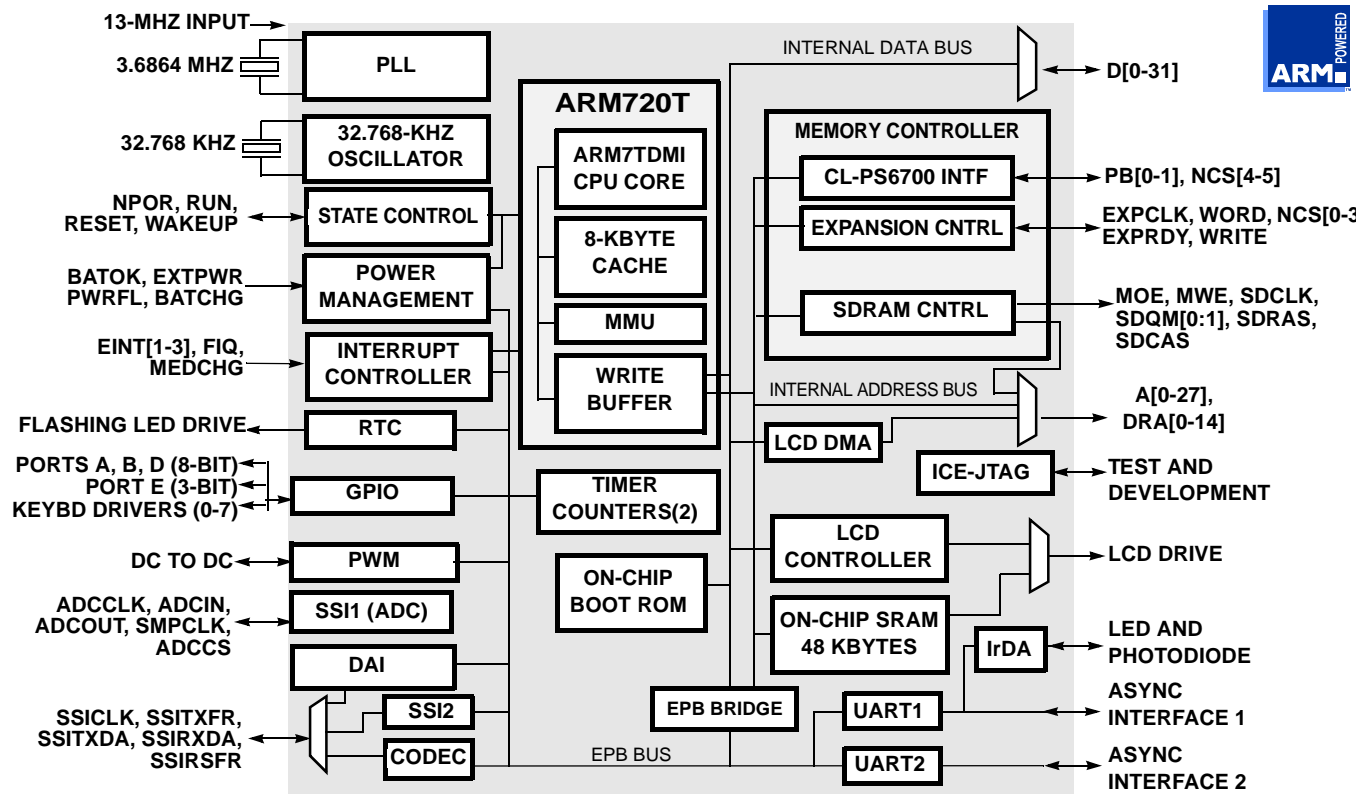 13-MHZ INPUT
3.6864 MHZ
PLL
32.768 KHZ
32.768-KHZ
OSCILLATOR
NPOR, RUN,
RESET, WAKEUP
STATE CONTROL
BATOK, EXTPWR
PWRFL, BATCHG
POWER
MANAGEMENT
EINT[1-3], FIQ,
MEDCHG
INTERRUPT
CONTROLLER
FLASHING LED DRIVE
RTC
PORTS A, B, D (8-BIT)
PORT E (3-BIT)
KEYBD DRIVERS (0-7)
GPIO
DC TO DC
PWM
ADCCLK, ADCIN,
ADCOUT, SMPCLK,
ADCCS
SSI1 (ADC)
DAI
SSICLK, SSITXFR,
SSITXDA, SSIRXDA,
SSIRSFR
SSI2
CODEC
ARM720T
ARM7TDMI
CPU CORE
8-KBYTE
CACHE
MMU
WRITE
BUFFER
TIMER
COUNTERS(2)
ON-CHIP
BOOT ROM
EPB BRIDGE
EPB BUS
INTERNAL DATA BUS
D[0-31]
MEMORY CONTROLLER
CL-PS6700 INTF
PB[0-1], NCS[4-5]
EXPANSION CNTRL
EXPCLK, WORD, NCS[0-3
EXPRDY, WRITE
SDRAM CNTRL
MOE, MWE, SDCLK,
SDQM[0:1], SDRAS,
SDCAS
INTERNAL ADDRESS BUS
A[0-27],
DRA[0-14]
LCD DMA
ICE-JTAG
TEST AND
DEVELOPMENT
LCD
CONTROLLER
LCD DRIVE
ON-CHIP SRAM
48 KBYTES
IrDA
LED AND
PHOTODIODE
UART1
ASYNC
INTERFACE 1
UART2
ASYNC
INTERFACE 2
ARM
POWERED
TM